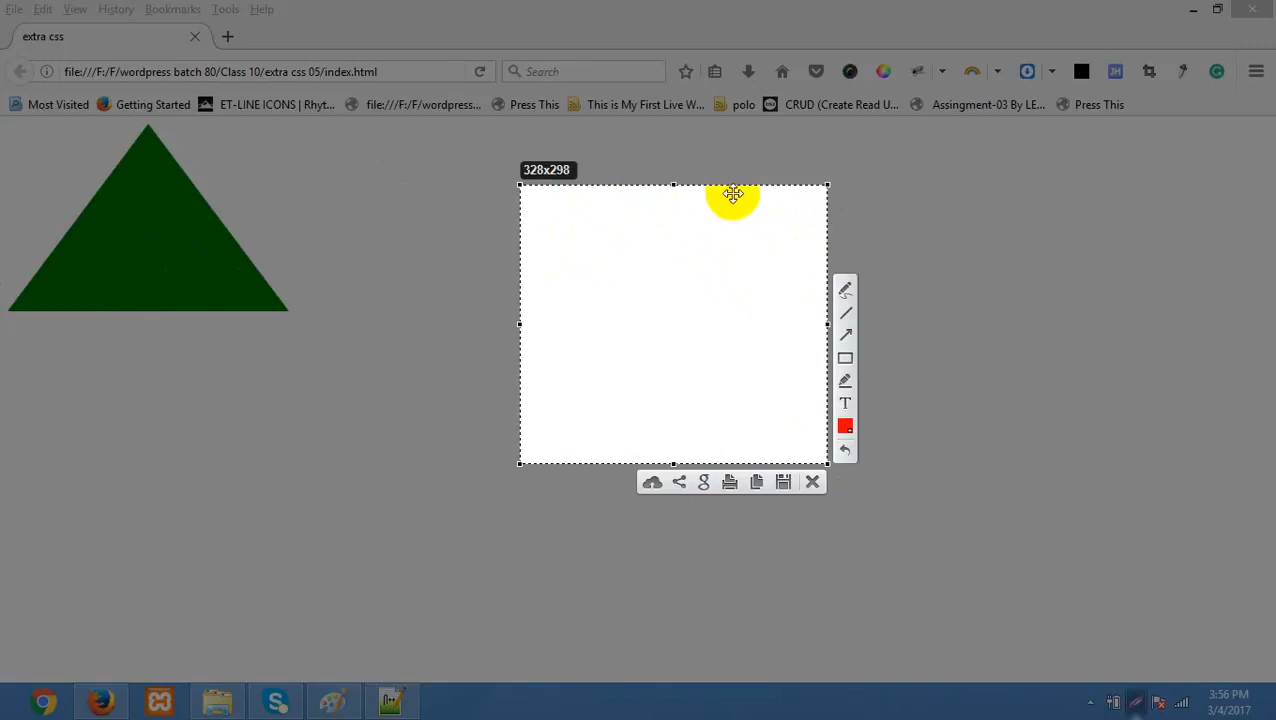 File Edit View History Bookmarks Tools Help
extra css
file:///F:/F/wordpress batch 80/Class 10/extra css 05/index.html
Search
Most Visited Getting Started ET-LINE ICONS | Rhyt... file:///F:/F/wordpress... Press This This is My First Live W... polo CRUD (Create Read U... Assingment-03 By LE... Press This
328x298
3:56 PM
3/4/2017